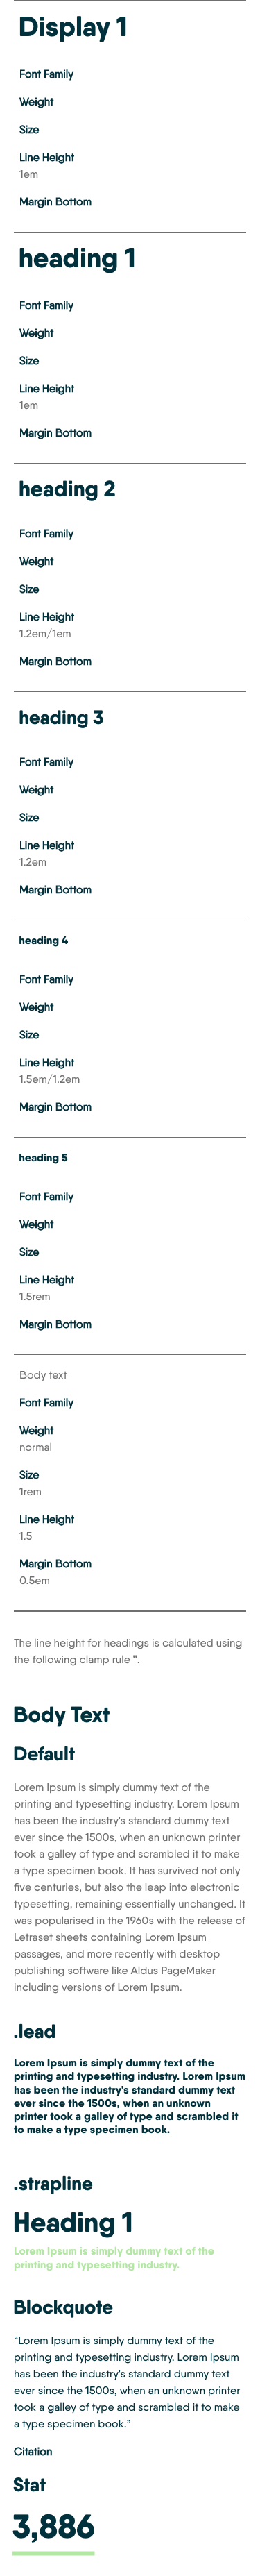 Display 1
Font Family
Weight
Size
Line Height
1em
Margin Bottom
heading 1
Font Family
Weight
Size
Line Height
1em
Margin Bottom
heading 2
Font Family
Weight
Size
Line Height
1.2em/1em
Margin Bottom
heading 3
Font Family
Weight
Size
Line Height
1.2em
Margin Bottom
heading 4
Font Family
Weight
Size
Line Height
1.5em/1.2em
Margin Bottom
heading 5
Font Family
Weight
Size
Line Height
1.5rem
Margin Bottom
Body text
Font Family
Weight
normal
Size
1rem
Line Height
1.5
Margin Bottom
0.5em
The line height for headings is calculated using
the following clamp rule ".
Body Text
Default
Lorem Ipsum is simply dummy text of the
printing and typesetting industry. Lorem Ipsum
has been the industry's standard dummy text
ever since the 1500s, when an unknown printer
took a galley of type and scrambled it to make
a type specimen book. It has survived not only
five centuries, but also the leap into electronic
typesetting, remaining essentially unchanged. It
was popularised in the 1960s with the release of
Letraset sheets containing Lorem Ipsum
passages, and more recently with desktop
publishing software like Aldus PageMaker
including versions of Lorem Ipsum.
.lead
Lorem Ipsum is simply dummy text of the
printing and typesetting industry. Lorem Ipsum
has been the industry's standard dummy text
ever since the 1500s, when an unknown
printer took a galley of type and scrambled it
to make a type specimen book.
.strapline
Heading 1
Lorem Ipsum is simply dummy text of the
printing and typesetting industry.
Blockquote
“Lorem Ipsum is simply dummy text of the
printing and typesetting industry. Lorem Ipsum
has been the industry's standard dummy text
ever since the 1500s, when an unknown printer
took a galley of type and scrambled it to make
a type specimen book.”
Citation
Stat
3,886